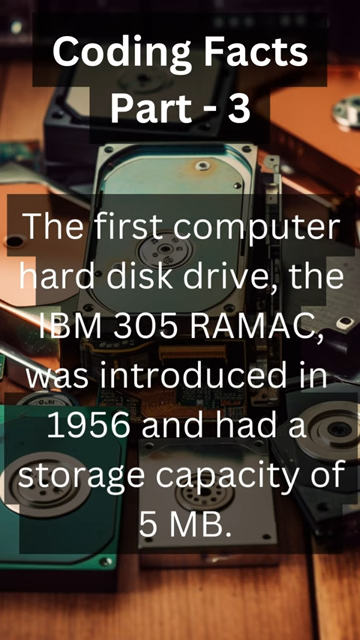 Coding Facts
Part - 3
The first computer
hard disk drive, the
IBM 305 RAMAC,
was introduced in
1956 and had a
storage capacity of
5 MB.